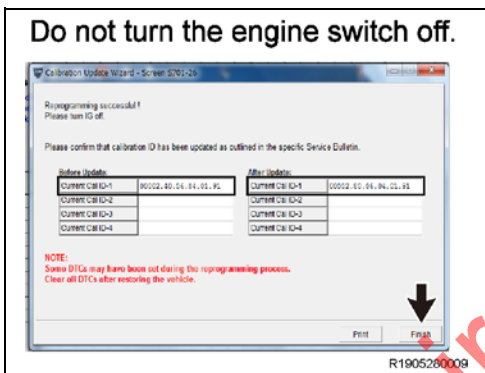 Do not turn the engine switch off.
Calibration Update Wizard - Screen S701-26
Reprogramming successful!
Please turn IG off.
Please confirm that calibration ID has been updated as outlined in the specific Service Bulletin.
Before Update: After Update:
Current Cal ID-1 Current Cal ID-1
Current Cal ID-2 Current Cal ID-2
Current Cal ID-3 Current Cal ID-3
Current Cal ID-4 Current Cal ID-4
NOTE:
Some DTCs may have been set during the reprogramming process.
Clear all DTCs after restoring the vehicle.
Print Finish
R1905280009